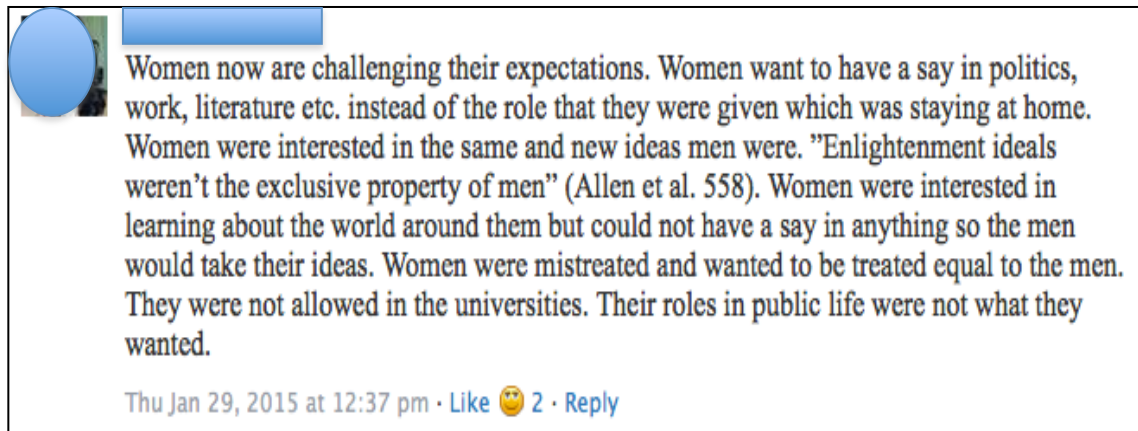 Women now are challenging their expectations. Women want to have a say in politics,
work, literature etc. instead of the role that they were given which was staying at home.
Women were interested in the same and new ideas men were. ”Enlightenment ideals
weren’t the exclusive property of men” (Allen et al. 558). Women were interested in
learning about the world around them but could not have a say in anything so the men
would take their ideas. Women were mistreated and wanted to be treated equal to the men.
They were not allowed in the universities. Their roles in public life were not what they
wanted.
Thu Jan 29, 2015 at 12:37 pm · Like 2 · Reply